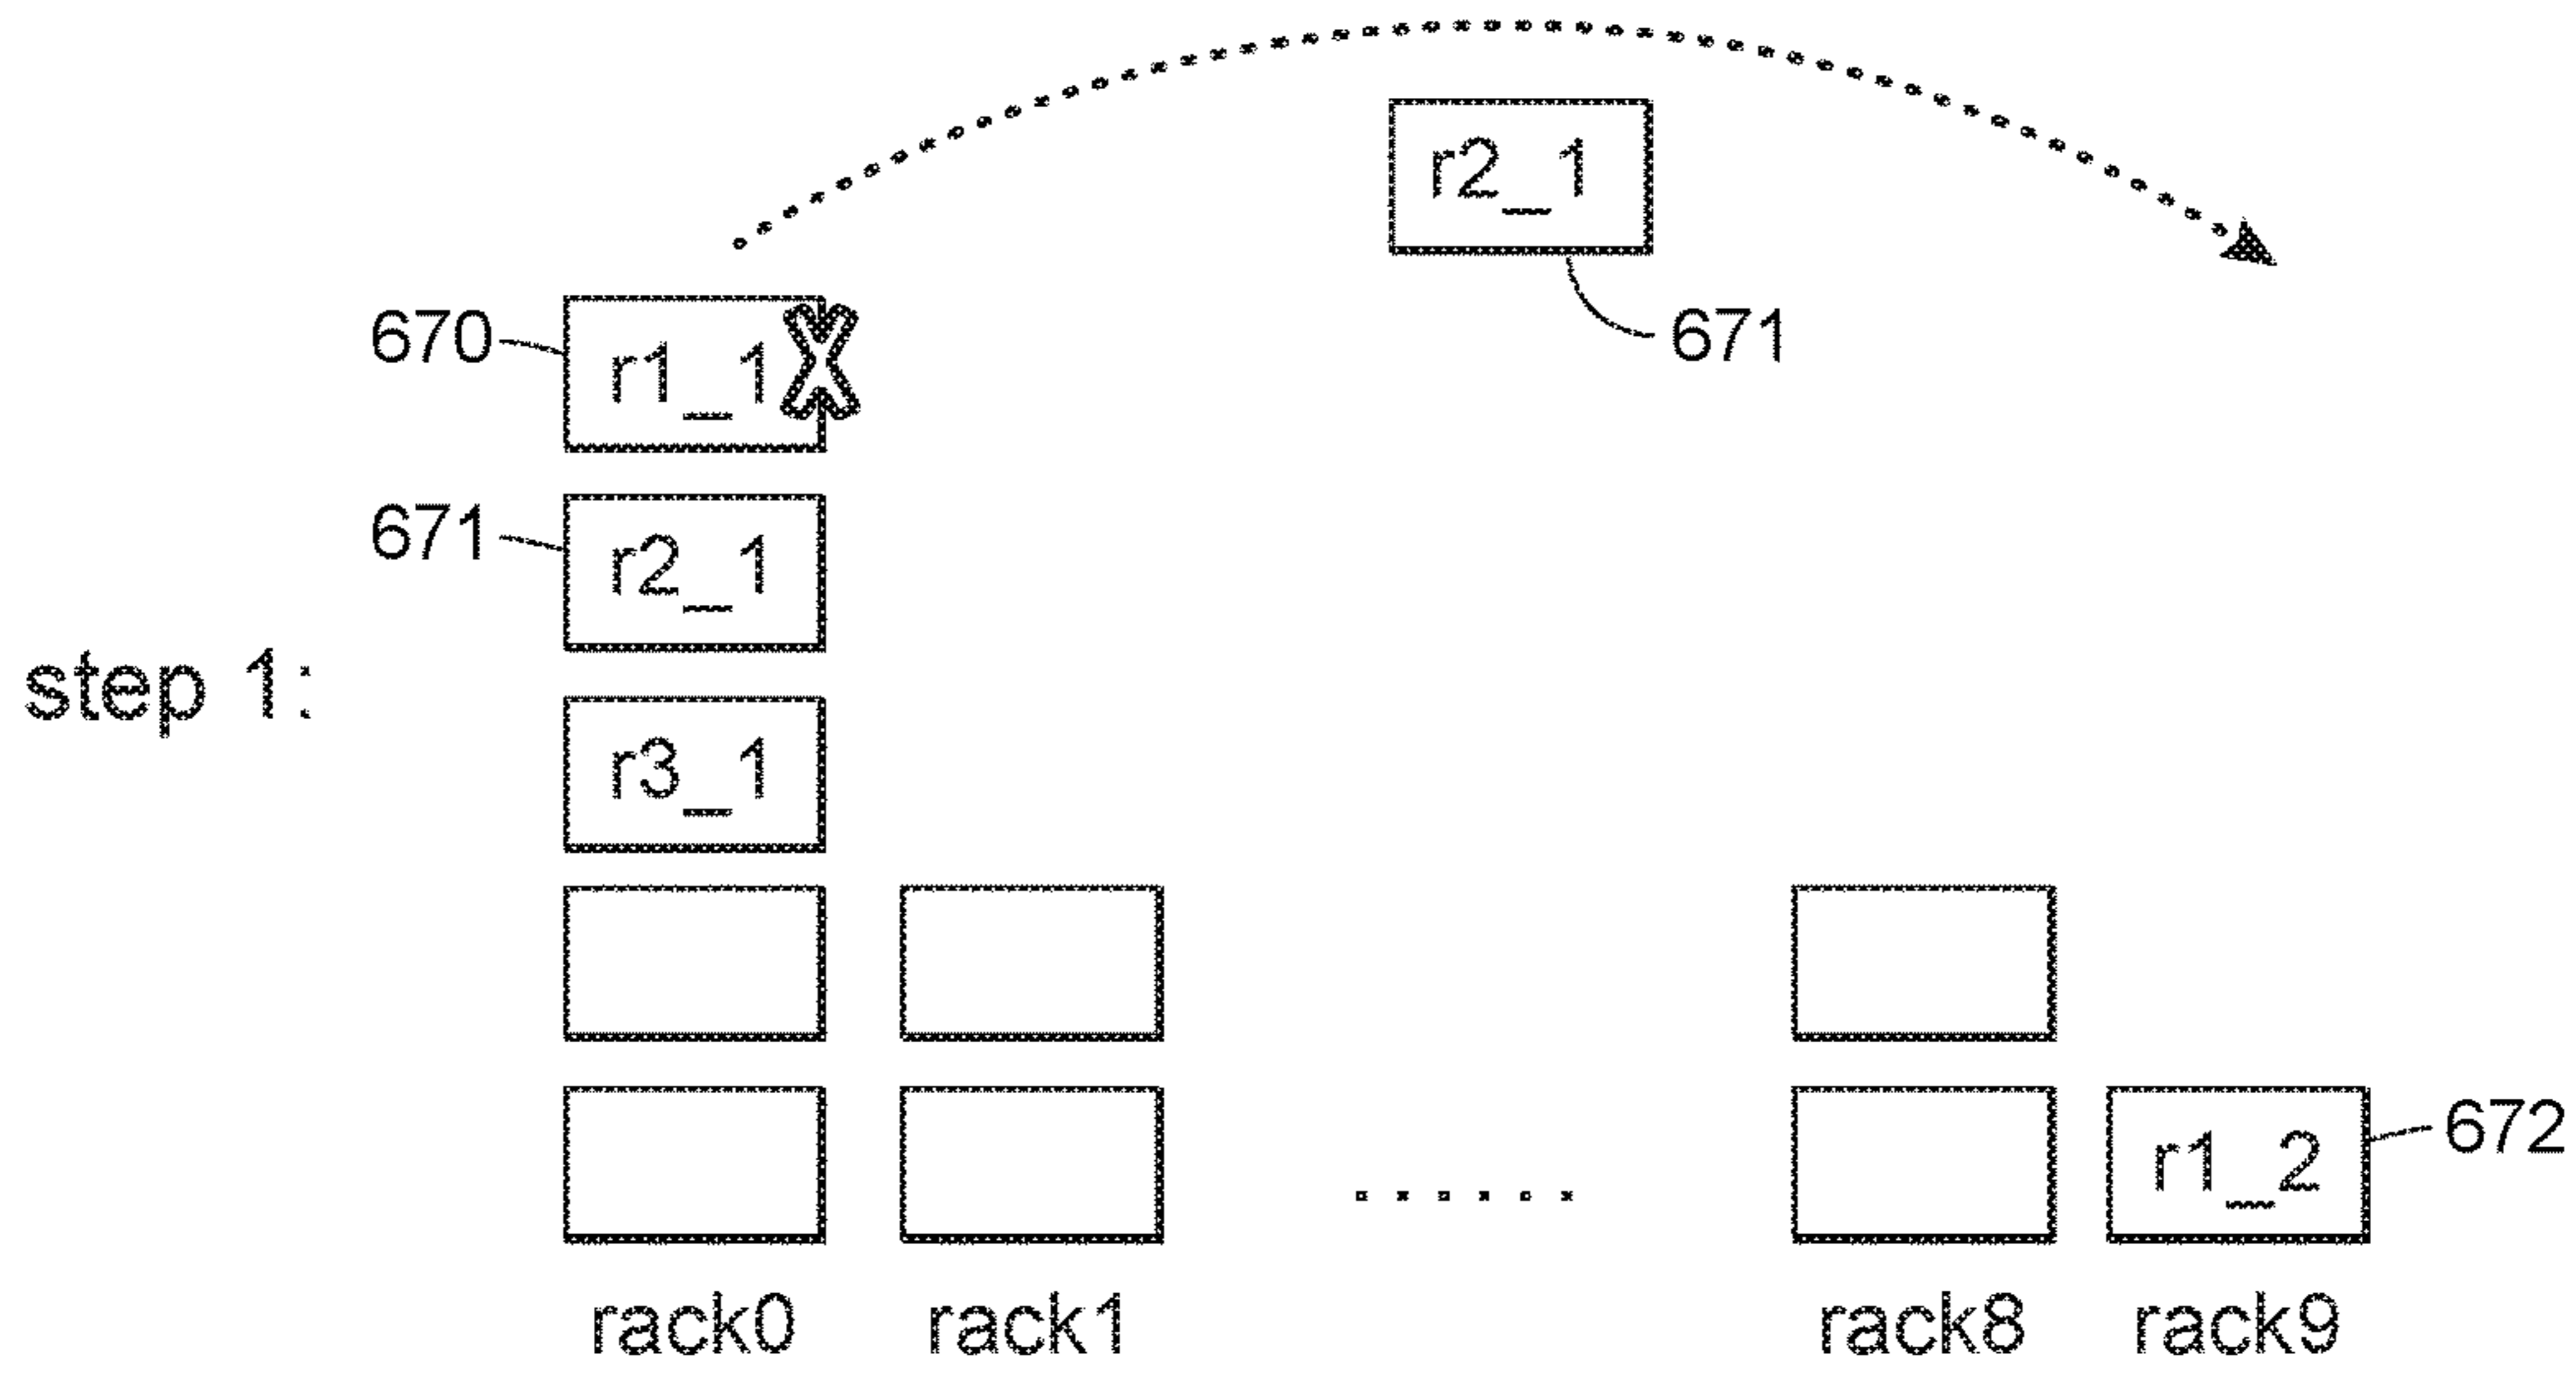 r2_1
671
670
r1_1
X
671
r2_1
step 1:
r3_1
......
r1_2
672
rack0 rack1 rack8 rack9